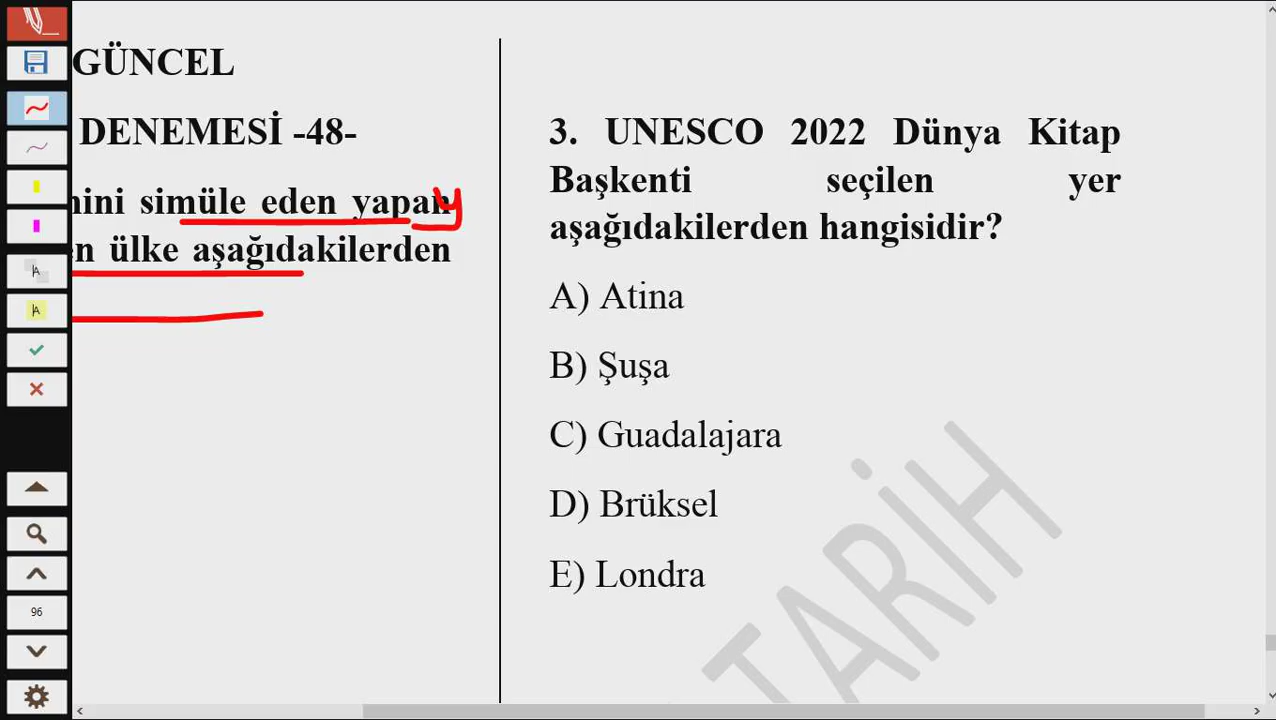 GÜNCEL
DENEMESİ -48-
simüle eden yapan y
ülke aşağıdakilerden
3. UNESCO 2022 Dünya Kitap
Başkenti seçilen yer
aşağıdakilerden hangisidir?
A) Atina
B) Şuşa
C) Guadalajara
D) Brüksel
E) Londra
TARİH
96